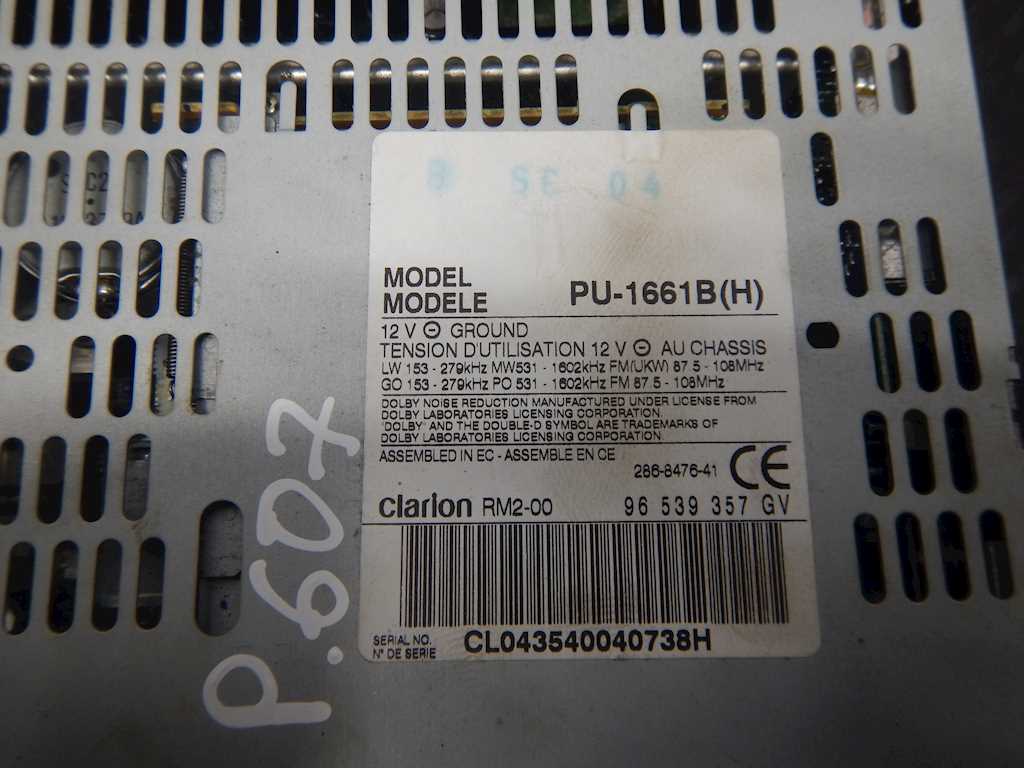 B SE 04
MODEL
MODELE PU-1661B(H)
12 V ⊖ GROUND
TENSION D'UTILISATION 12 V ⊖ AU CHASSIS
LW 153 - 279kHz MW531 - 1602kHz FM(UKW) 87.5 - 108MHz
GO 153 - 279kHz PO 531 - 1602kHz FM 87.5 - 108MHz
DOLBY NOISE REDUCTION MANUFACTURED UNDER LICENSE FROM
DOLBY LABORATORIES LICENSING CORPORATION.
"DOLBY" AND THE DOUBLE-D SYMBOL ARE TRADEMARKS OF
DOLBY LABORATORIES LICENSING CORPORATION.
ASSEMBLED IN EC - ASSEMBLE EN CE
286-8476-41 CE
clarion RM2-00 96 539 357 GV
SERIAL NO.
N° DE SERIE CL043540040738H
P.607